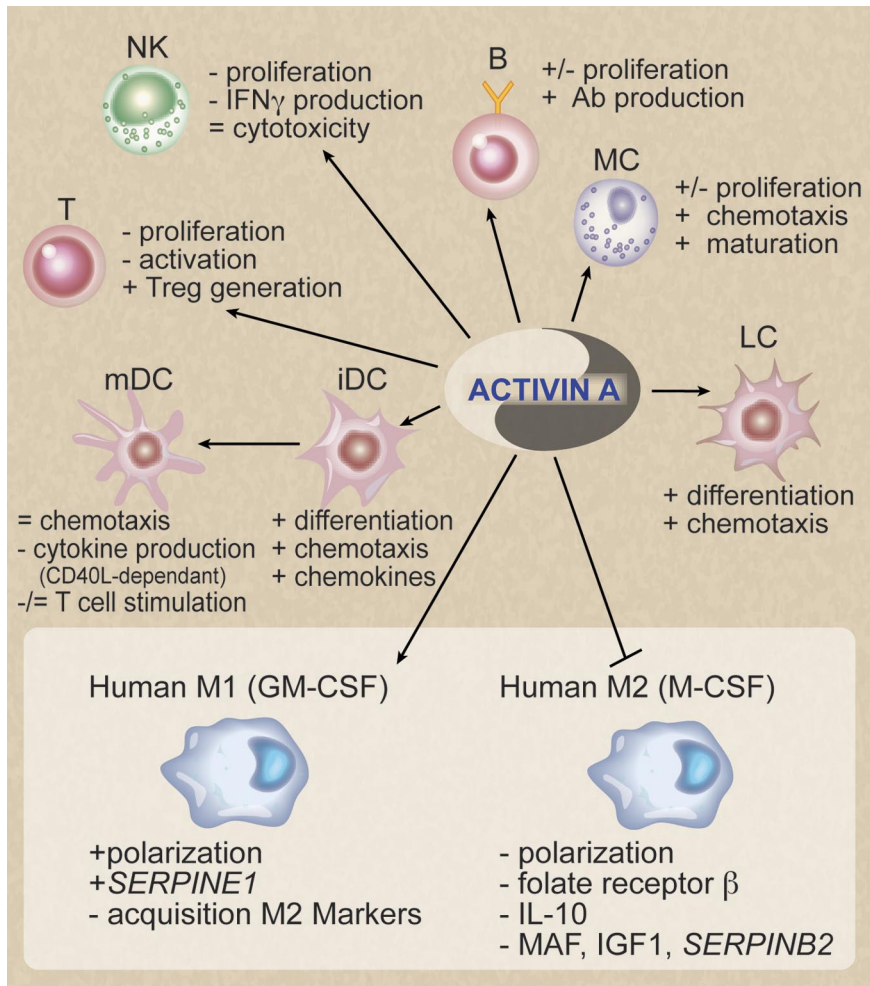 NK
- proliferation
- IFNγ production
= cytotoxicity
B
+/- proliferation
+ Ab production
MC
+/- proliferation
+ chemotaxis
+ maturation
T
- proliferation
- activation
+ Treg generation
ACTIVIN A
LC
+ differentiation
+ chemotaxis
mDC
= chemotaxis
- cytokine production
(CD40L-dependant)
-/= T cell stimulation
iDC
+ differentiation
+ chemotaxis
+ chemokines
Human M1 (GM-CSF)
+polarization
+SERPINE1
- acquisition M2 Markers
Human M2 (M-CSF)
- polarization
- folate receptor β
- IL-10
- MAF, IGF1, SERPINB2